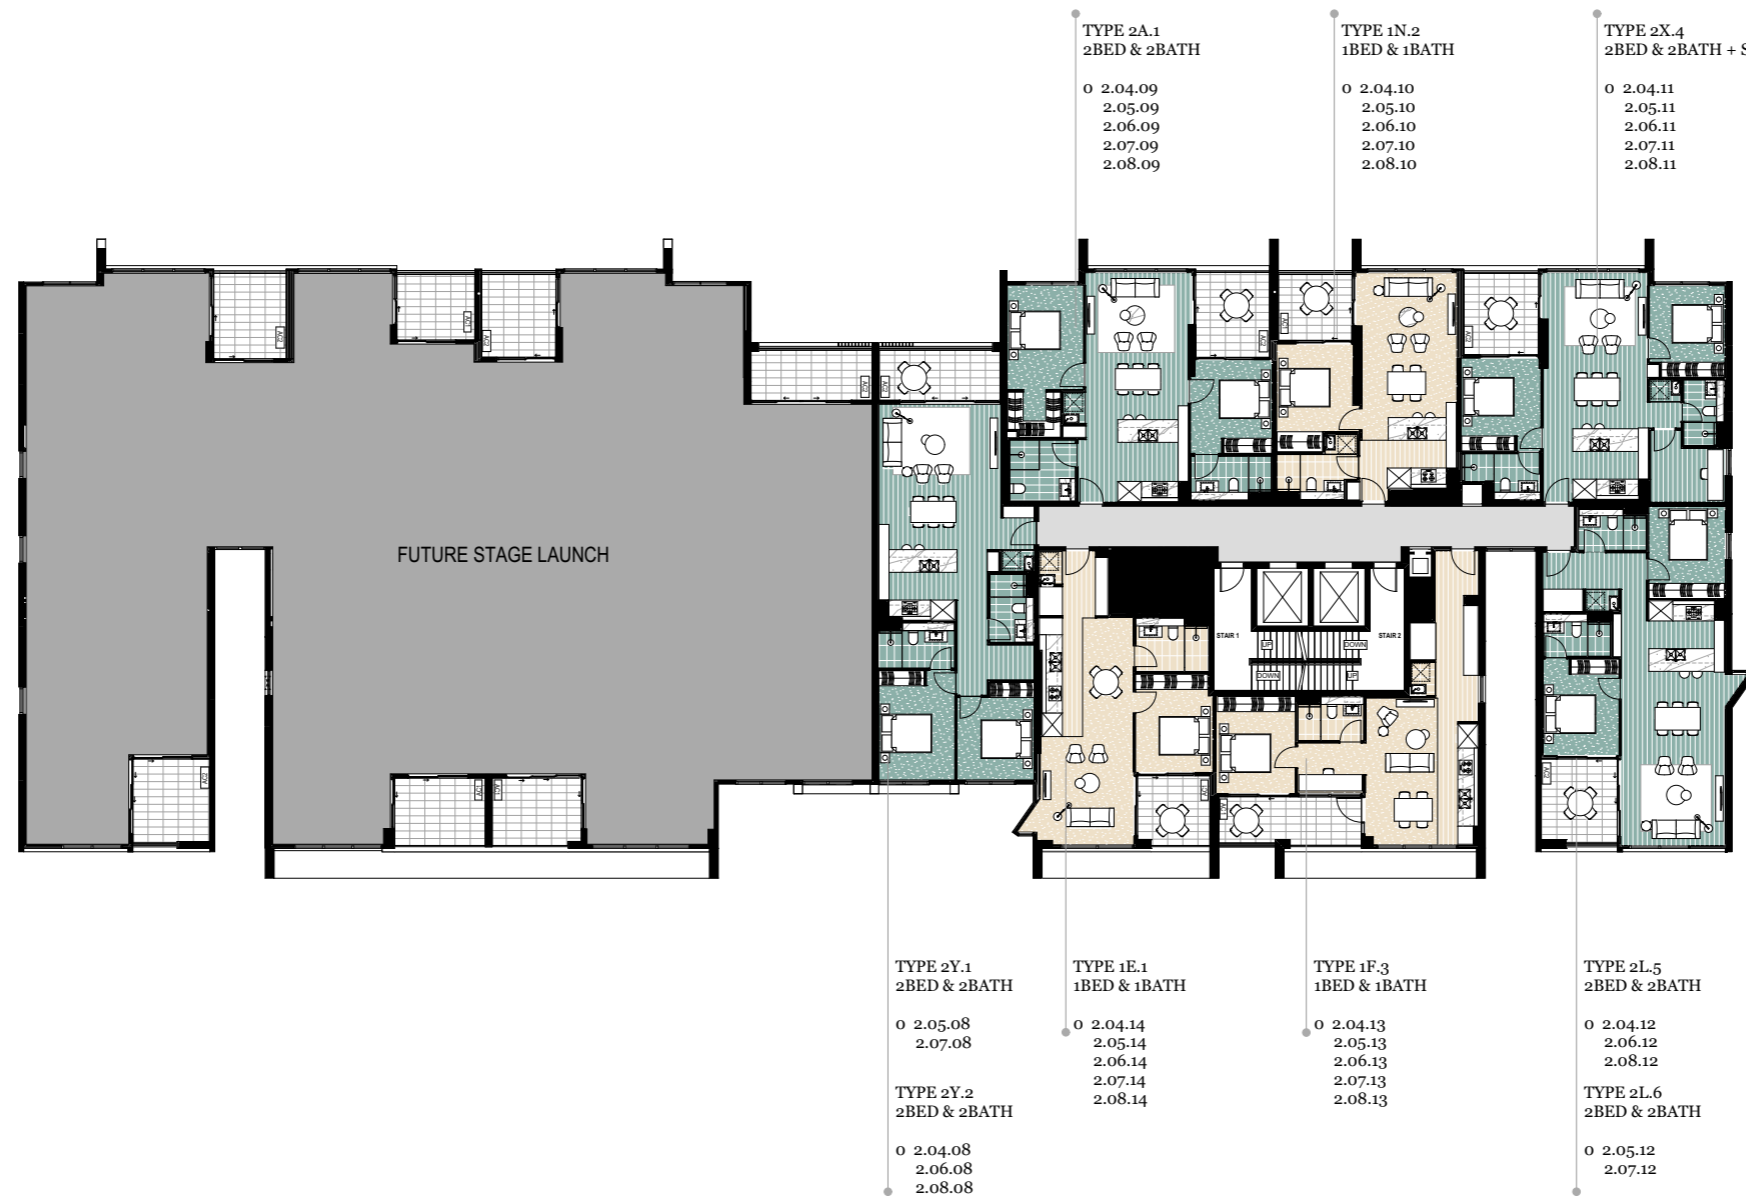 TYPE 2A.1
2BED & 2BATH
0 2.04.09
2.05.09
2.06.09
2.07.09
2.08.09
TYPE 1N.2
1BED & 1BATH
0 2.04.10
2.05.10
2.06.10
2.07.10
2.08.10
TYPE 2X.4
2BED & 2BATH + S
0 2.04.11
2.05.11
2.06.11
2.07.11
2.08.11
FUTURE STAGE LAUNCH
STAIR 1
STAIR 2
UP
DOWN
DOWN
UP
TYPE 2Y.1
2BED & 2BATH
0 2.05.08
2.07.08
TYPE 2Y.2
2BED & 2BATH
0 2.04.08
2.06.08
2.08.08
TYPE 1E.1
1BED & 1BATH
0 2.04.14
2.05.14
2.06.14
2.07.14
2.08.14
TYPE 1F.3
1BED & 1BATH
0 2.04.13
2.05.13
2.06.13
2.07.13
2.08.13
TYPE 2L.5
2BED & 2BATH
0 2.04.12
2.06.12
2.08.12
TYPE 2L.6
2BED & 2BATH
0 2.05.12
2.07.12